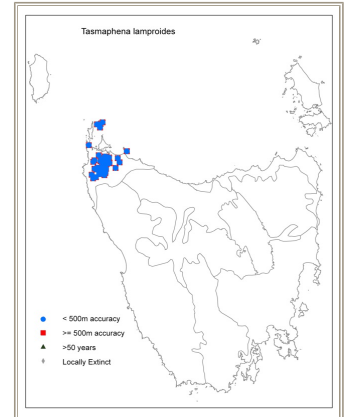 Tasmaphena lamproides
< 500m accuracy
>= 500m accuracy
>50 years
Locally Extinct